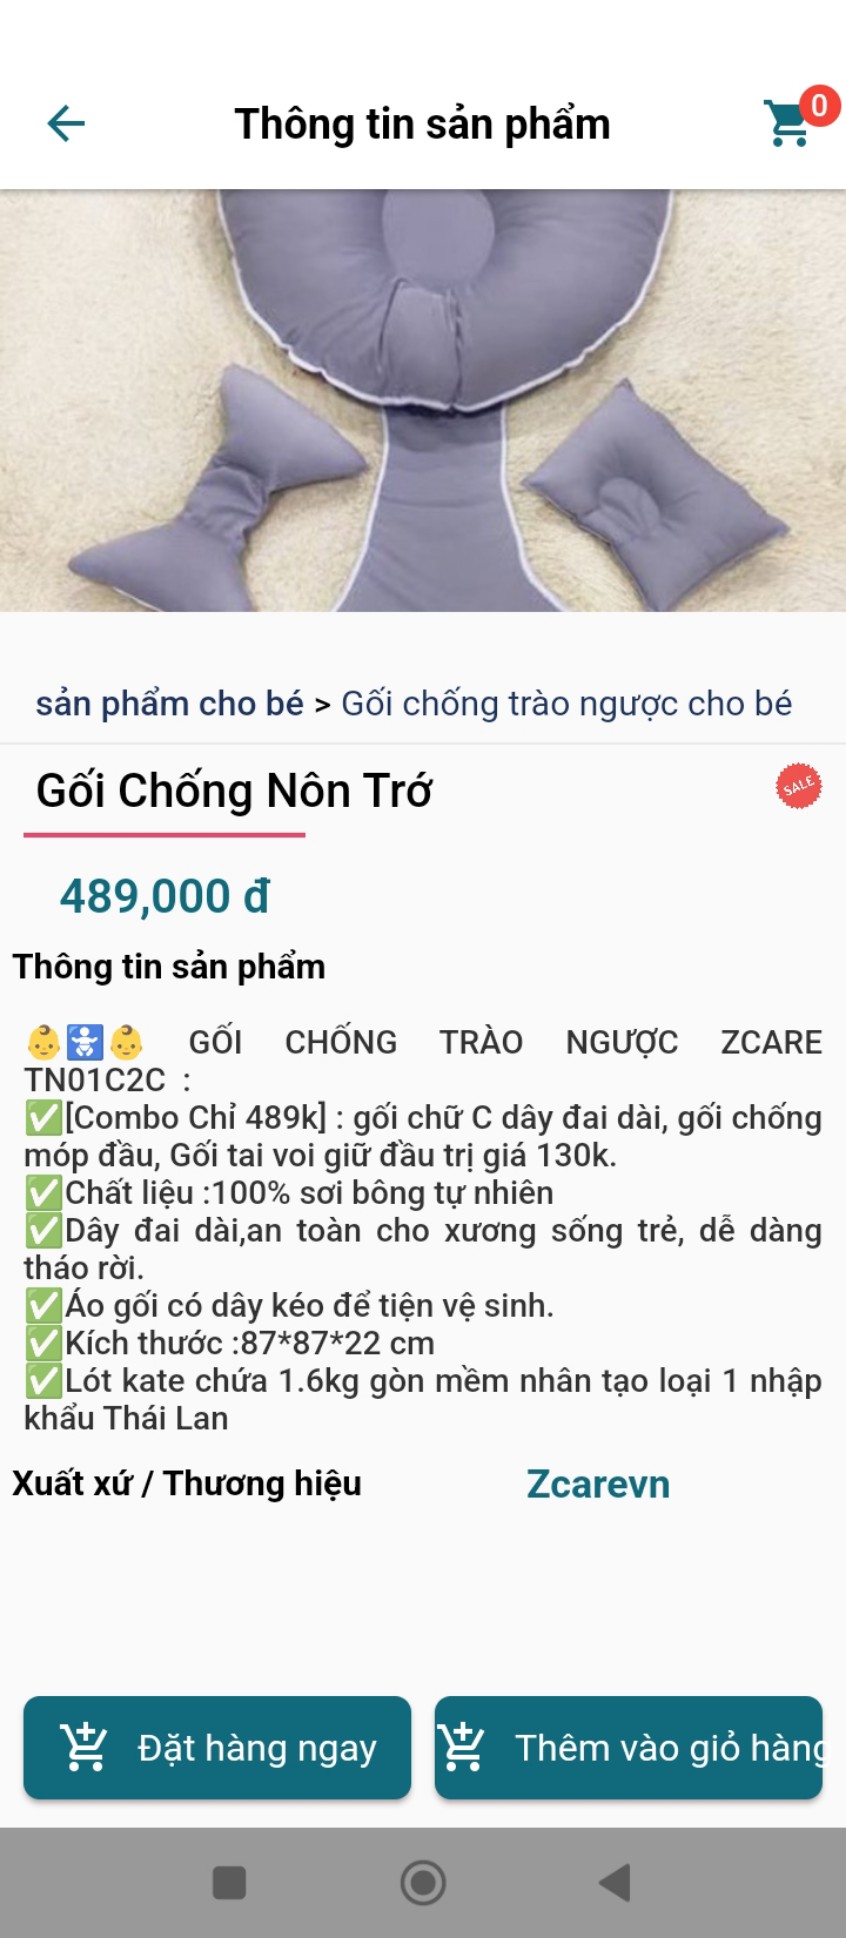 Thông tin sản phẩm
0
sản phẩm cho bé > Gối chống trào ngược cho bé
Gối Chống Nôn Trớ
SALE
489,000 đ
Thông tin sản phẩm
👶🚼👶 GỐI CHỐNG TRÀO NGƯỢC ZCARE
TN01C2C :
✅[Combo Chỉ 489k] : gối chữ C dây đai dài, gối chống
móp đầu, Gối tai voi giữ đầu trị giá 130k.
✅Chất liệu :100% sơi bông tự nhiên
✅Dây đai dài,an toàn cho xương sống trẻ, dễ dàng
tháo rời.
✅Áo gối có dây kéo để tiện vệ sinh.
✅Kích thước :87*87*22 cm
✅Lót kate chứa 1.6kg gòn mềm nhân tạo loại 1 nhập
khẩu Thái Lan
Xuất xứ / Thương hiệu
Zcarevn
Đặt hàng ngay
Thêm vào giỏ hàng